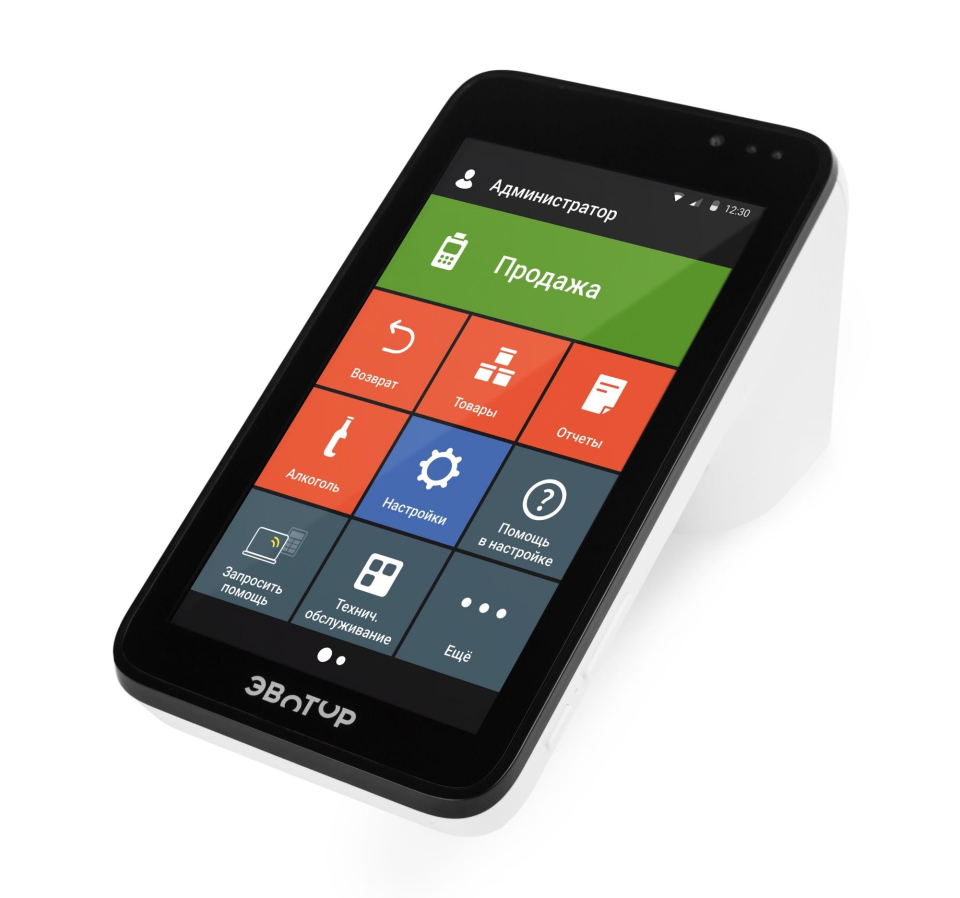 Администратор
12:30
Продажа
Возврат
Товары
Отчеты
Алкоголь
Настройки
Помощь
в настройке
Запросить
помощь
Технич.
обслуживание
Ещё
ЭВОТОР